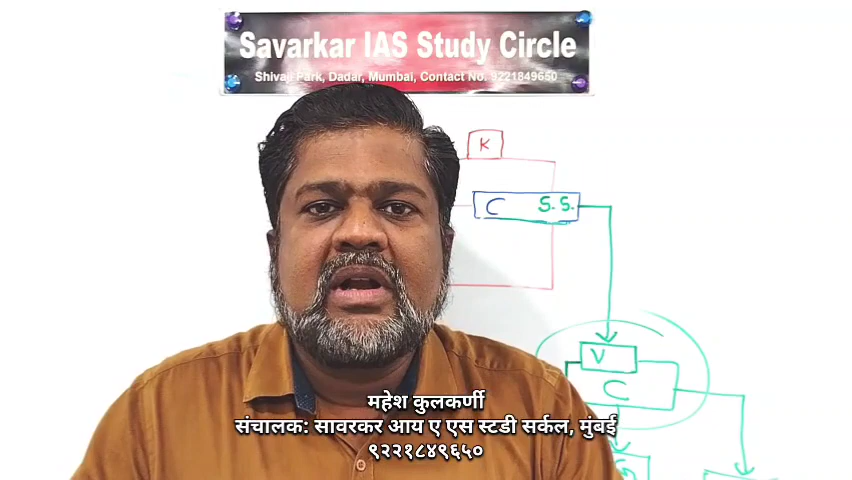 Savarkar IAS Study Circle
Shivaji Park, Dadar, Mumbai, Contact No. 9221849650
K
C S.S.
V
C
महेश कुलकर्णी
संचालक: सावरकर आय ए एस स्टडी सर्कल, मुंबई
९२२१८४९६५०